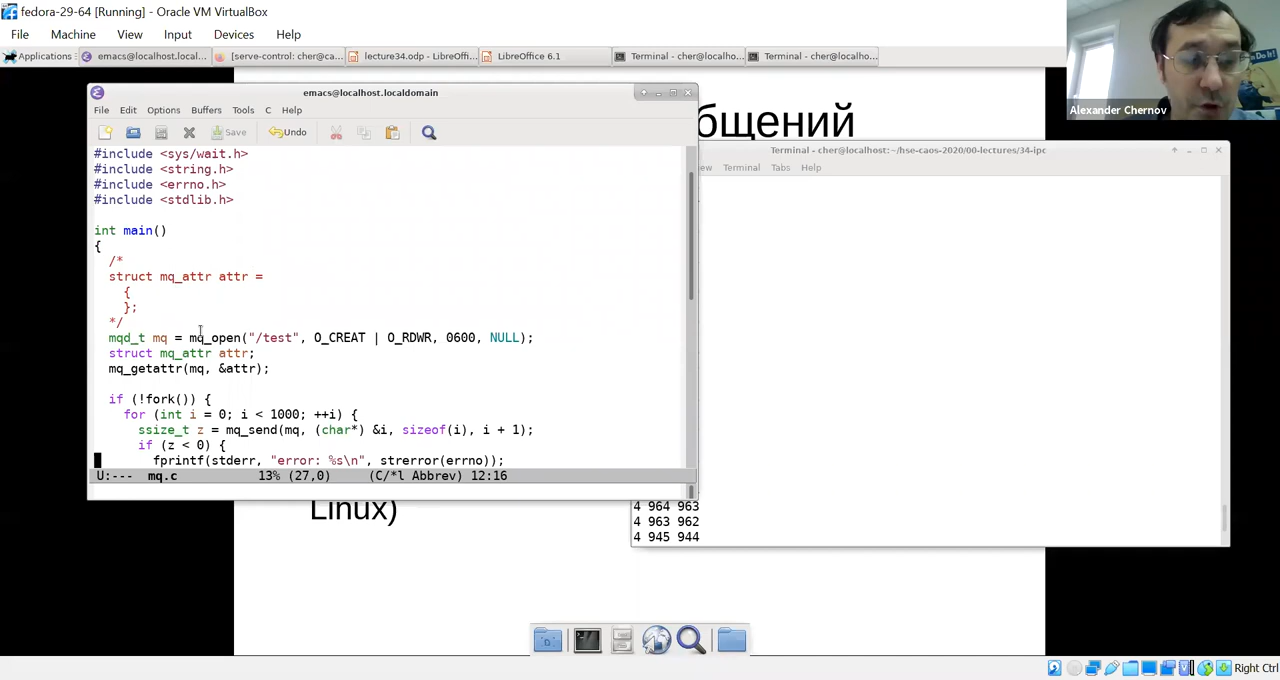 fedora-29-64 [Running] - Oracle VM VirtualBox
File Machine View Input Devices Help
Applications emacs@localhost.local... [serve-control: cher@ca... lecture34.odp - LibreOffi... LibreOffice 6.1 Terminal - cher@localho... Terminal - cher@localho...
Alexander Chernov
бщений
emacs@localhost.localdomain
File Edit Options Buffers Tools C Help
Save Undo
#include <sys/wait.h>
#include <string.h>
#include <errno.h>
#include <stdlib.h>
int main()
{
/*
struct mq_attr attr =
{
};
*/
mqd_t mq = mq_open("/test", O_CREAT | O_RDWR, 0600, NULL);
struct mq_attr attr;
mq_getattr(mq, &attr);
if (!fork()) {
for (int i = 0; i < 1000; ++i) {
ssize_t z = mq_send(mq, (char*) &i, sizeof(i), i + 1);
if (z < 0) {
fprintf(stderr, "error: %s\n", strerror(errno));
U:--- mq.c 13% (27,0) (C/*l Abbrev) 12:16
Terminal - cher@localhost:~/hse-caos-2020/00-lectures/34-ipc
ew Terminal Tabs Help
4 964 963
4 963 962
4 945 944
Linux)
Right Ctrl